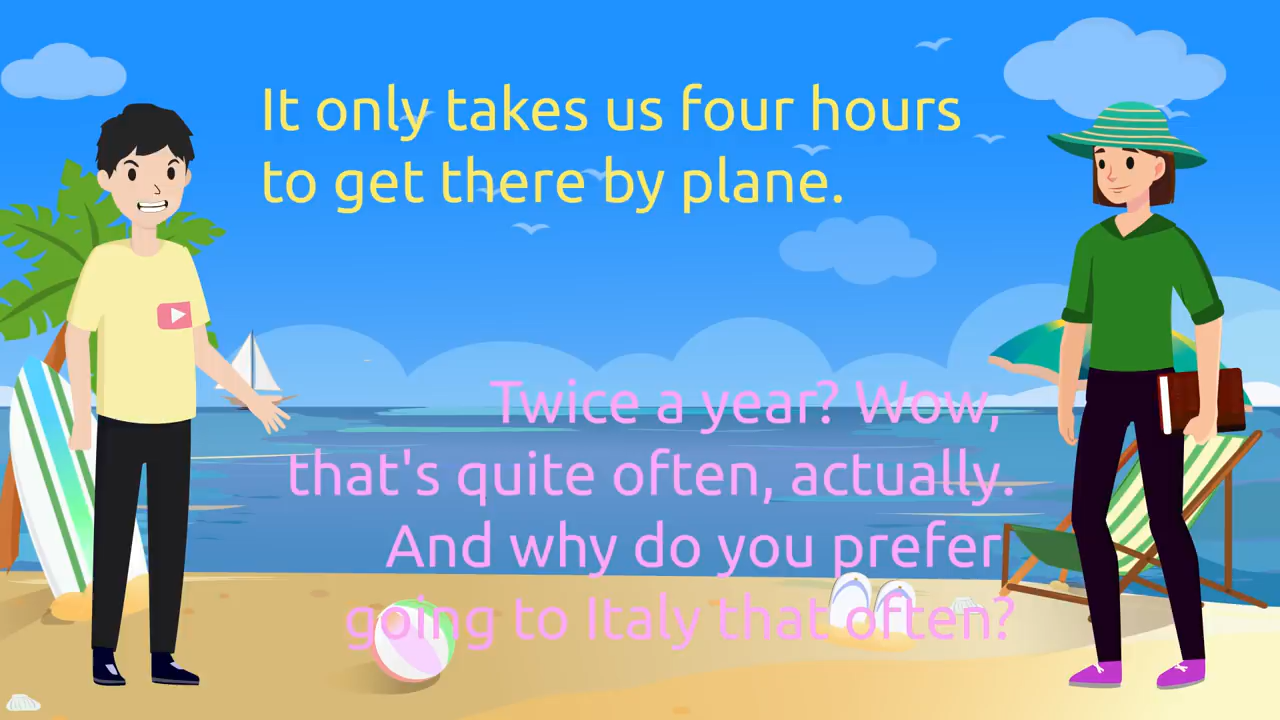 It only takes us four hours
to get there by plane.
Twice a year? Wow,
that's quite often, actually.
And why do you prefer
going to Italy that often?